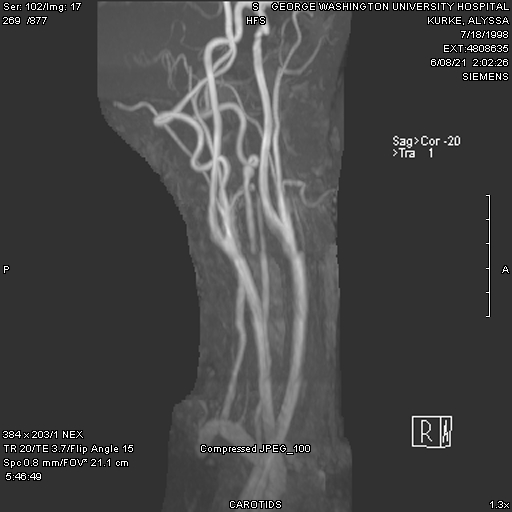 Ser: 102/Img: 17
269 /877
S
HFS
GEORGE WASHINGTON UNIVERSITY HOSPITAL
KURKE, ALYSSA
7/18/1998
EXT:4808635
6/08/21 2:02:26
SIEMENS
Sag>Cor -20
>Tra 1
P
A
384 x 203/1 NEX
TR 20/TE 3.7/Flip Angle 15
Spc 0.8 mm/FOV* 21.1 cm
5:46:49
Compressed JPEG_100
R
CAROTIDS
1.3x